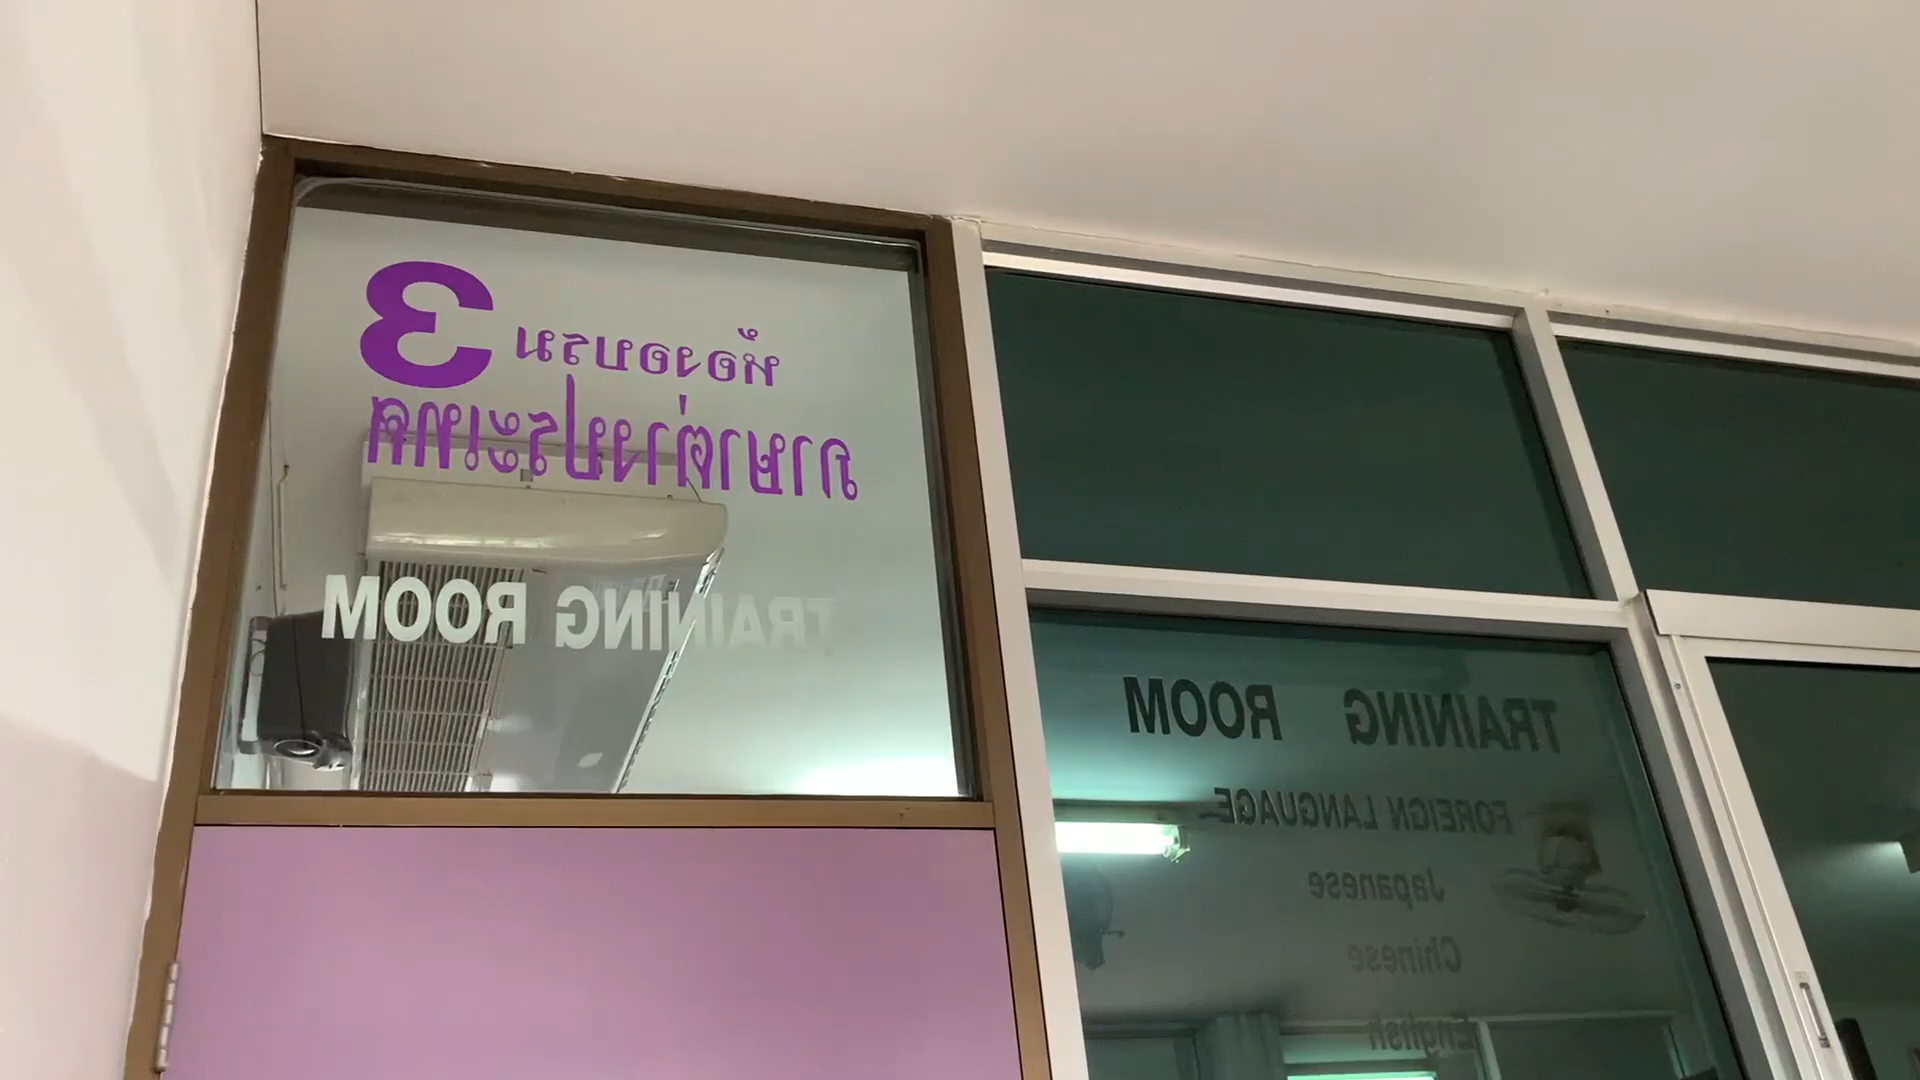 ห้องอบรม 3
ภาษาต่างประเทศ
TRAINING ROOM
TRAINING ROOM
FOREIGN LANGUAGE
Japanese
Chinese
English